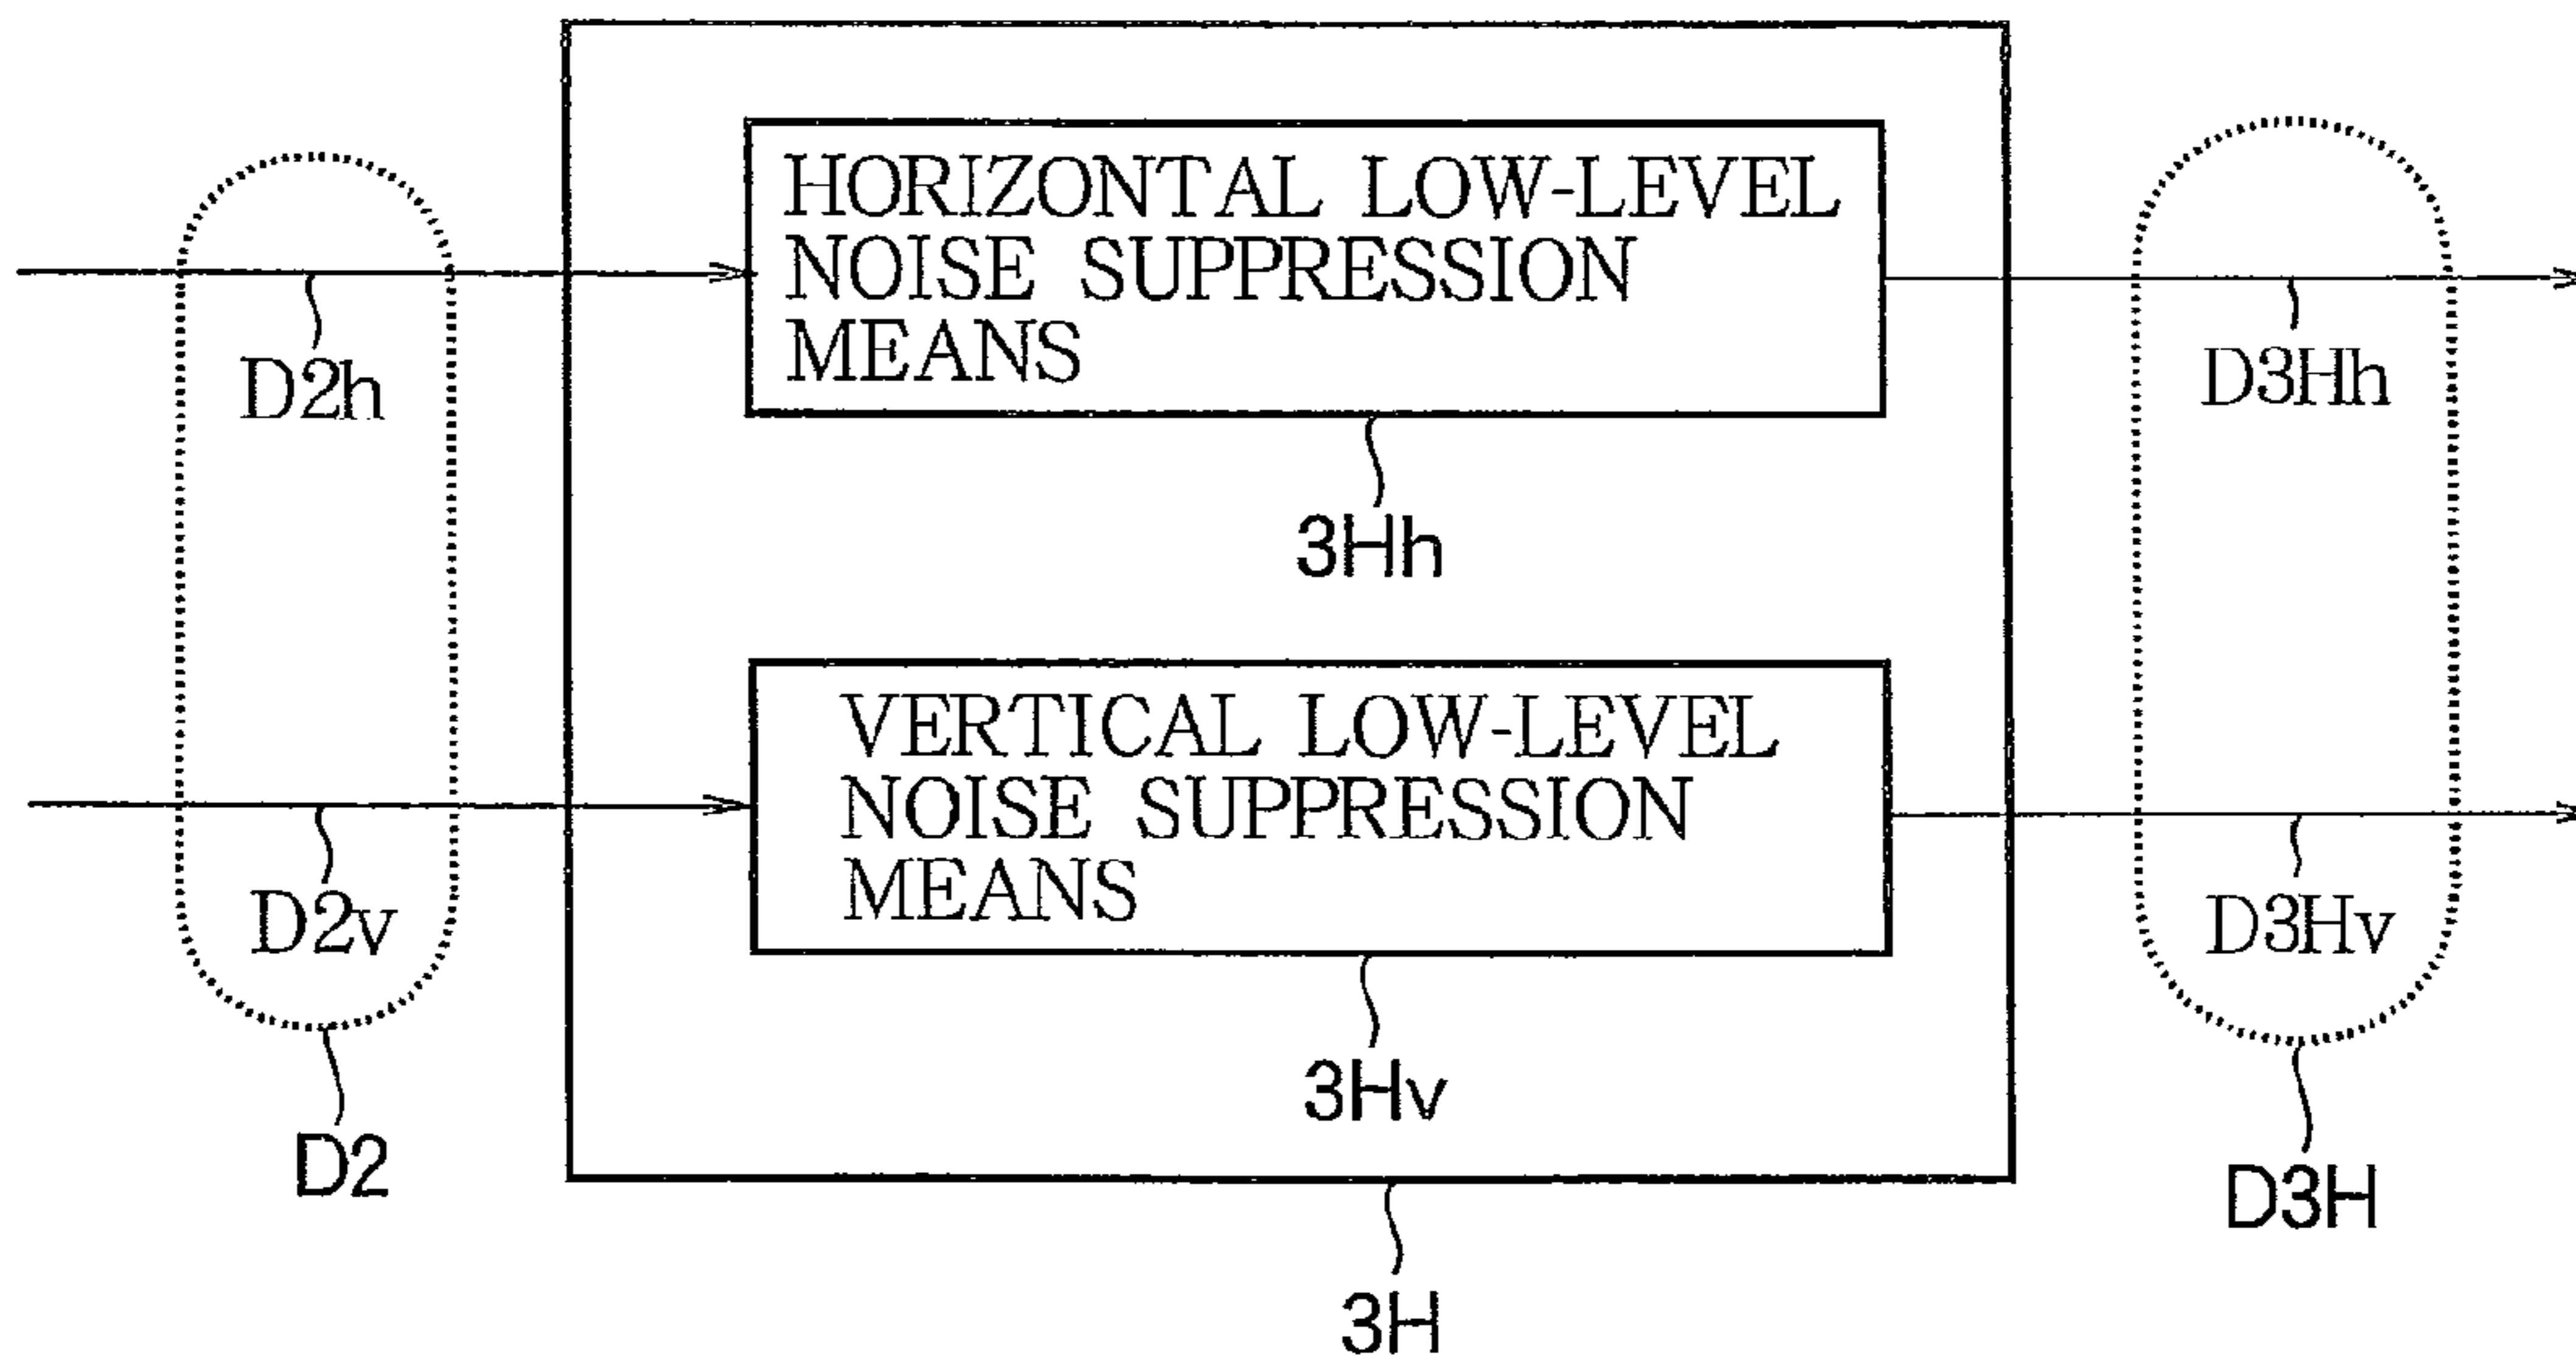 HORIZONTAL LOW-LEVEL
NOISE SUPPRESSION
MEANS
D2h
D3Hh
3Hh
VERTICAL LOW-LEVEL
NOISE SUPPRESSION
MEANS
D2v
D3Hv
3Hv
D2
D3H
3H